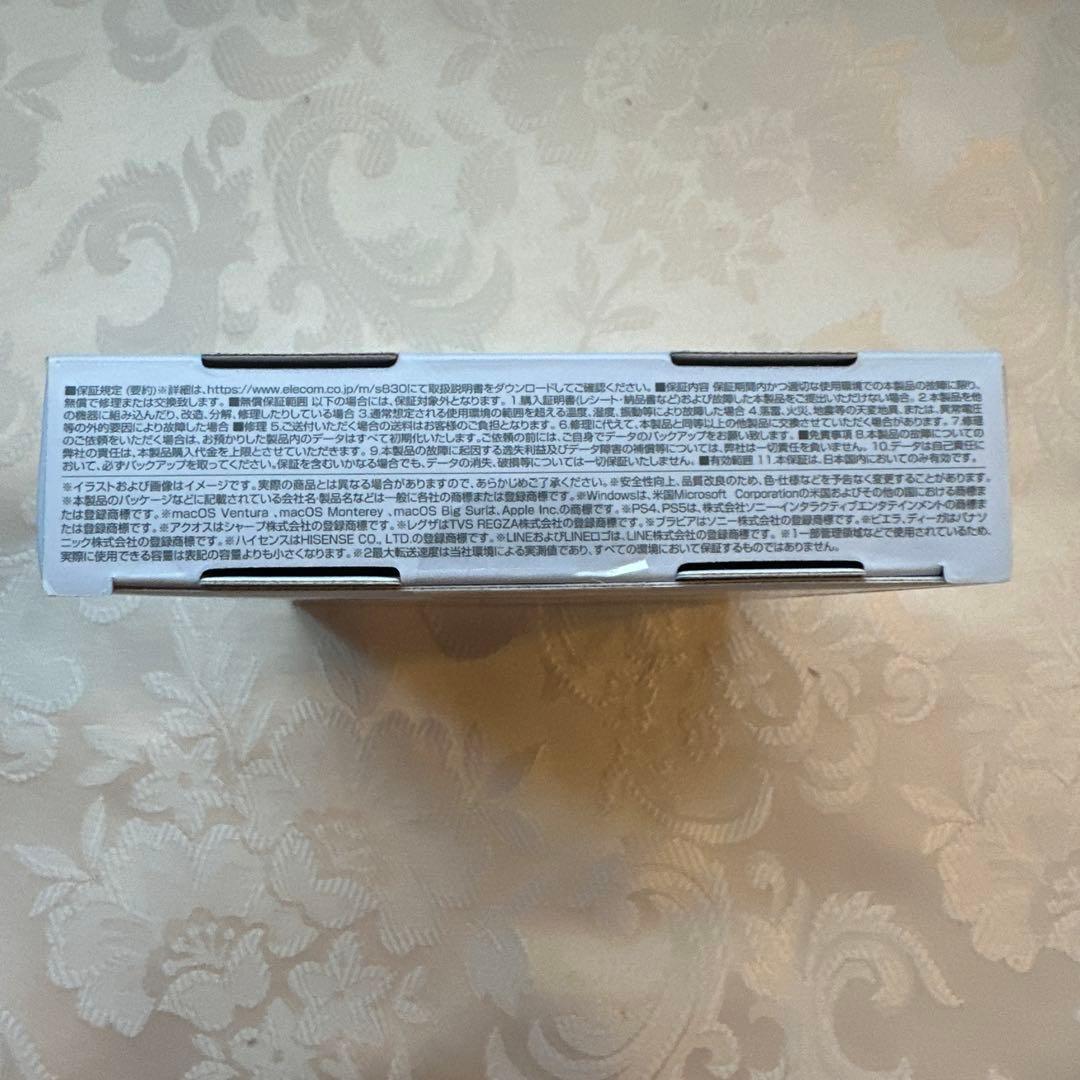 ■保証規定 (要約)※詳細は、https://www.elecom.co.jp/m/s830にて取扱説明書をダウンロードしてご確認ください。■保証内容 保証期間内かつ適切な使用環境での本製品の故障に限り、
無償で修理または交換致します。■無償保証範囲 以下の場合には、保証対象外となります。1.購入証明書(レシート・納品書など)および故障した本製品をご提出いただけない場合。2.本製品を他
の機器に組み込んだり、改造、分解、修理したりしている場合 3.通常想定される使用環境の範囲を超える温度、湿度、振動等により故障した場合 4.落雷、火災、地震等の天変地異、または、異常電圧
等の外的要因により故障した場合 ■修理 5.ご送付いただく場合の送料はお客様のご負担となります。6.修理に代えて、本製品と同等以上の他製品に交換させていただく場合があります。7.修理
のご依頼をいただく場合は、お預かりした製品内のデータはすべて初期化いたします。ご依頼の前には、ご自身でデータのバックアップをお願い致します。■免責事項 8.本製品の故障についての
弊社の責任は、本製品購入代金を上限とさせていただきます。9.本製品の故障に起因する逸失利益及びデータ障害の補償等については、弊社は一切責任を負いません。10.データは自己責任にお
いて、必ずバックアップを取ってください。保証を含むいかなる場合でも、データの消失、破損等については一切保証いたしません。■有効範囲 11.本保証は、日本国内においてのみ有効です。
※イラストおよび画像はイメージです。実際の商品とは異なる場合がありますので、あらかじめご了承ください。※安全性向上、品質改良のため、色・仕様などを予告なく変更することがあります。
※本製品のパッケージなどに記載されている会社名・製品名などは一般に各社の商標または登録商標です。※Windowsは、米国Microsoft Corporationの米国およびその他の国における商標ま
たは登録商標です。※macOS Ventura、macOS Monterey、macOS Big Surは、Apple Inc.の商標です。※PS4、PS5は、株式会社ソニー・インタラクティブエンタテインメントの商標または登
録商標です。※アクオスはシャープ株式会社の登録商標です。※レグザはTVS REGZA株式会社の登録商標です。※ブラビアはソニー株式会社の登録商標です。※ビエラ、ディーガはパナソ
ニック株式会社の登録商標です。※ハイセンスはHISENSE CO., LTD.の登録商標です。※LINEおよびLINEロゴは、LINE株式会社の登録商標です。※1一部管理領域などで使用されているため、
実際に使用できる容量は表記の容量よりも小さくなります。※2最大転送速度は当社環境による実測値であり、すべての環境において保証するものではありません。